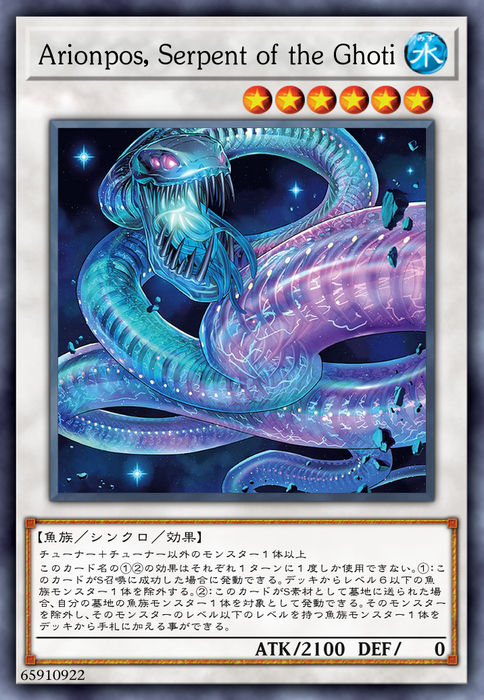 Arionpos, Serpent of the Ghoti
みず
水
【魚族／シンクロ／効果】
チューナー＋チューナー以外のモンスター１体以上
このカード名の①②の効果はそれぞれ１ターンに１度しか使用できない。①：こ
のカードがS召喚に成功した場合に発動できる。デッキからレベル６以下の魚
族モンスター１体を除外する。②：このカードがS素材として墓地に送られた場
合、自分の墓地の魚族モンスター１体を対象として発動できる。そのモンスター
を除外し、そのモンスターのレベル以下のレベルを持つ魚族モンスター１体を
デッキから手札に加える事ができる。
ATK/2100 DEF/ 0
65910922